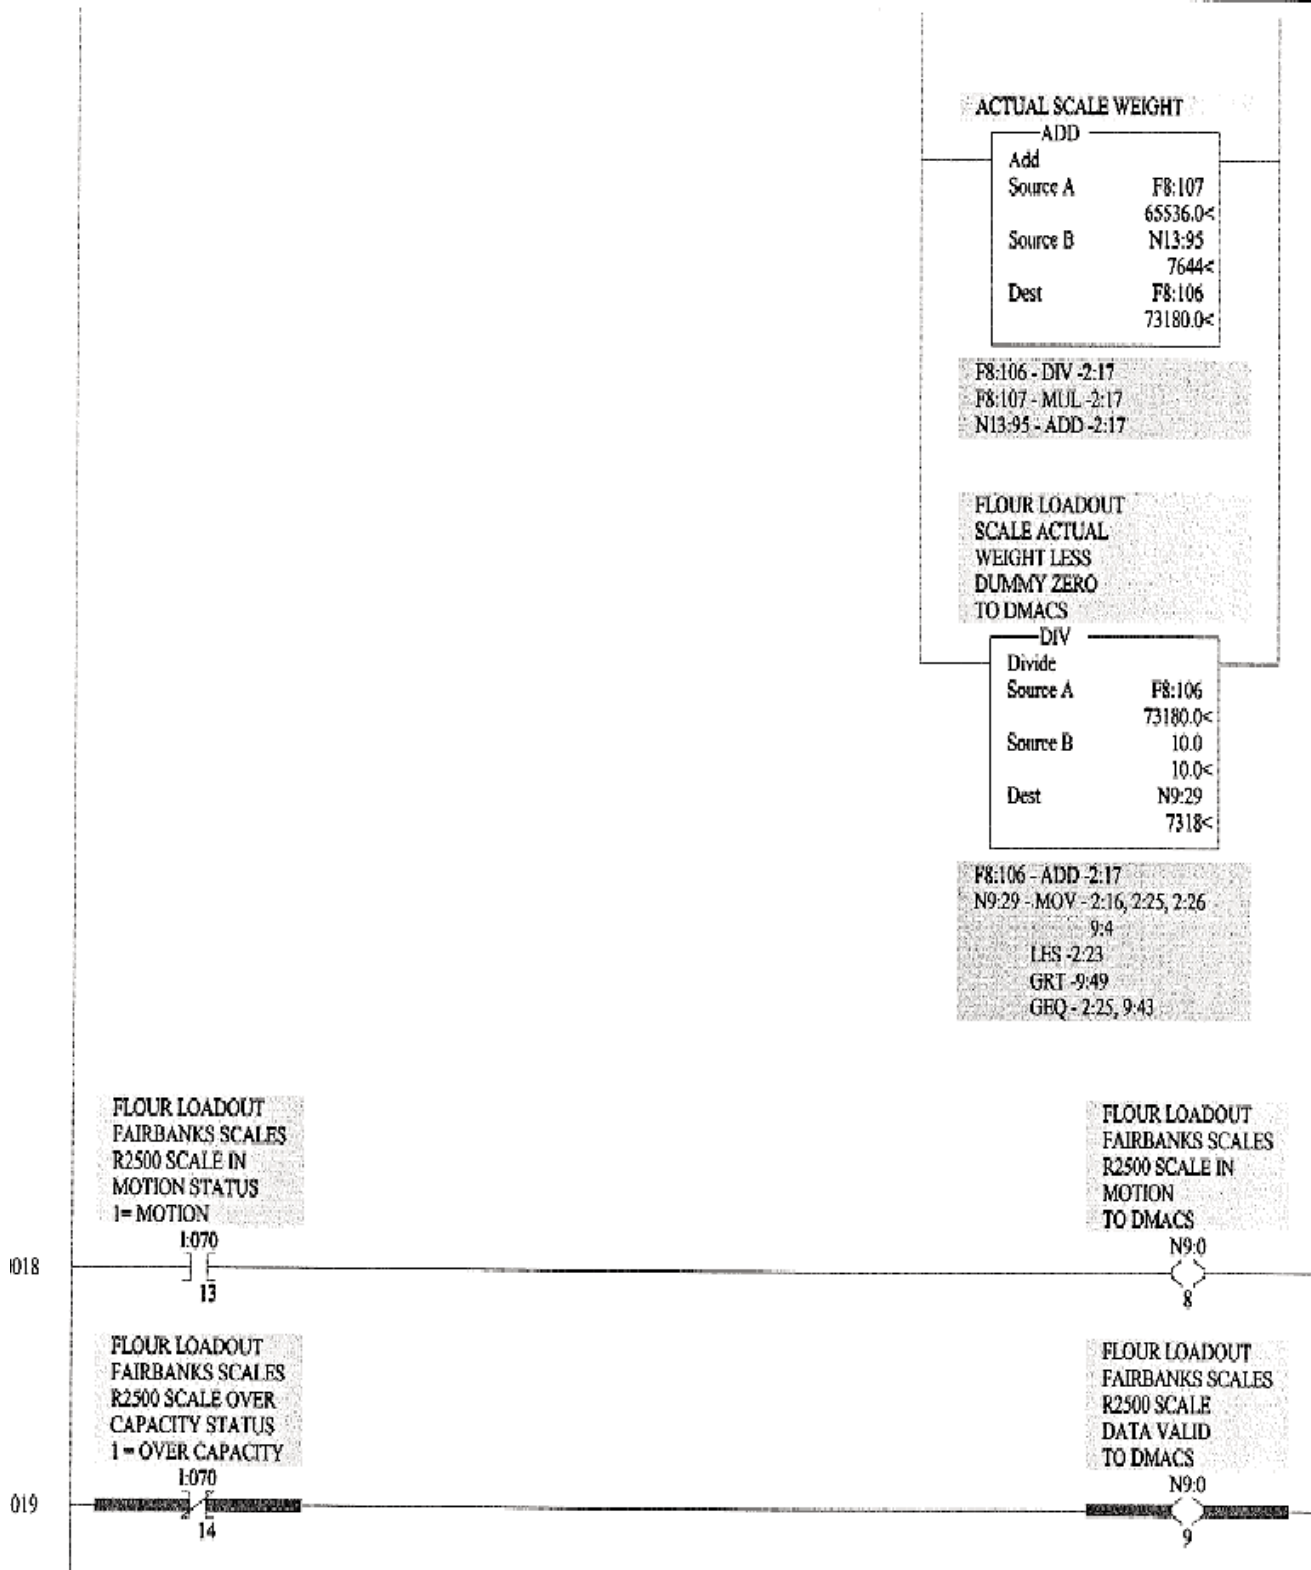 ACTUAL SCALE WEIGHT
ADD
Add
Source A F8:107
65536.0<
Source B N13:95
7644<
Dest F8:106
73180.0<
F8:106 - DIV -2:17
F8:107 - MUL -2:17
N13:95 - ADD -2:17
FLOUR LOADOUT
SCALE ACTUAL
WEIGHT LESS
DUMMY ZERO
TO DMACS
DIV
Divide
Source A F8:106
73180.0<
Source B 10.0
10.0<
Dest N9:29
7318<
F8:106 - ADD -2:17
N9:29 - MOV - 2:16, 2:25, 2:26
9:4
LES -2:23
GRT -9:49
GEQ - 2:25, 9:43
FLOUR LOADOUT
FAIRBANKS SCALES
R2500 SCALE IN
MOTION STATUS
1= MOTION
I:070
13
FLOUR LOADOUT
FAIRBANKS SCALES
R2500 SCALE IN
MOTION
TO DMACS
N9:0
8
018
FLOUR LOADOUT
FAIRBANKS SCALES
R2500 SCALE OVER
CAPACITY STATUS
1 = OVER CAPACITY
I:070
14
FLOUR LOADOUT
FAIRBANKS SCALES
R2500 SCALE
DATA VALID
TO DMACS
N9:0
9
019